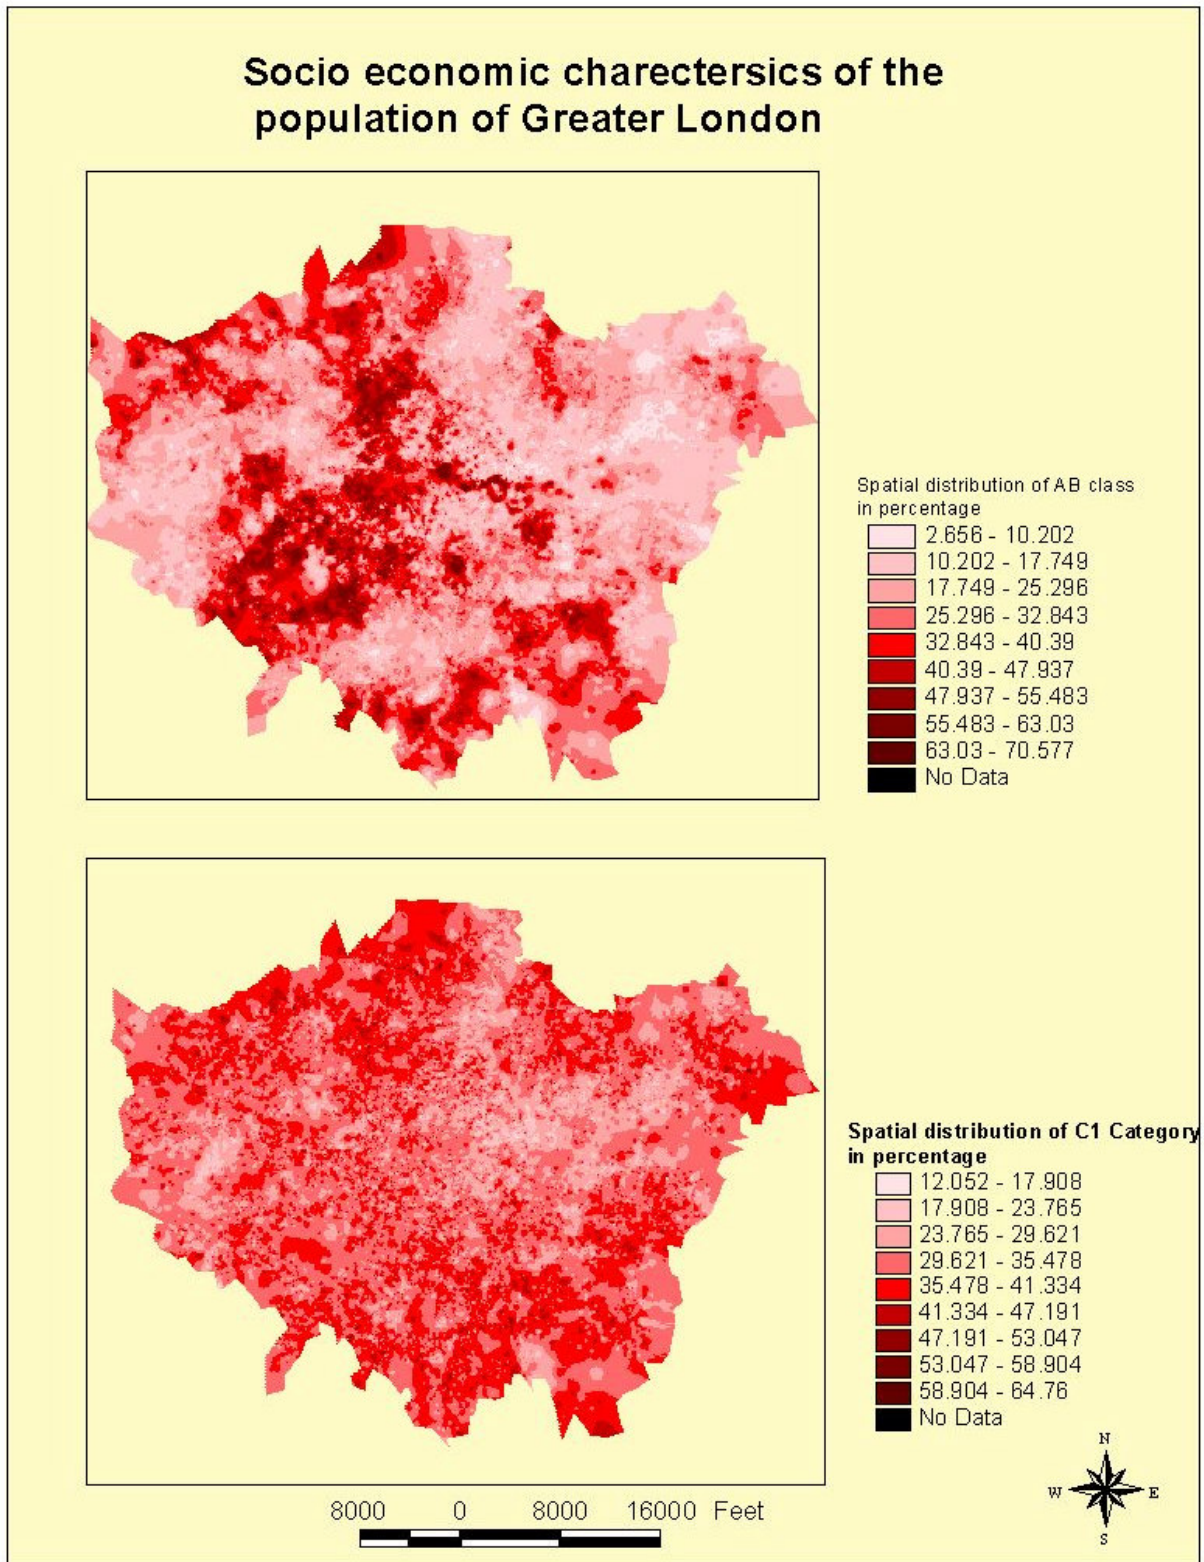 Socio economic charectersics of the
population of Greater London
Spatial distribution of AB class
in percentage
2.656 - 10.202
10.202 - 17.749
17.749 - 25.296
25.296 - 32.843
32.843 - 40.39
40.39 - 47.937
47.937 - 55.483
55.483 - 63.03
63.03 - 70.577
No Data
Spatial distribution of C1 Category
in percentage
12.052 - 17.908
17.908 - 23.765
23.765 - 29.621
29.621 - 35.478
35.478 - 41.334
41.334 - 47.191
47.191 - 53.047
53.047 - 58.904
58.904 - 64.76
No Data
N
W E
S
8000 0 8000 16000 Feet